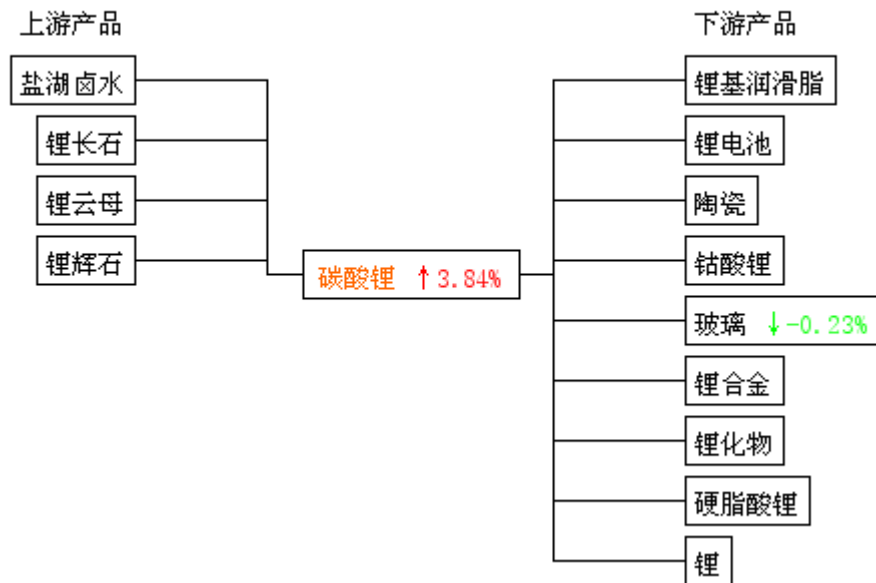 上游产品
下游产品
盐湖卤水
锂长石
锂云母
锂辉石
碳酸锂 ↑3.84%
锂基润滑脂
锂电池
陶瓷
钴酸锂
玻璃 ↓-0.23%
锂合金
锂化物
硬脂酸锂
锂